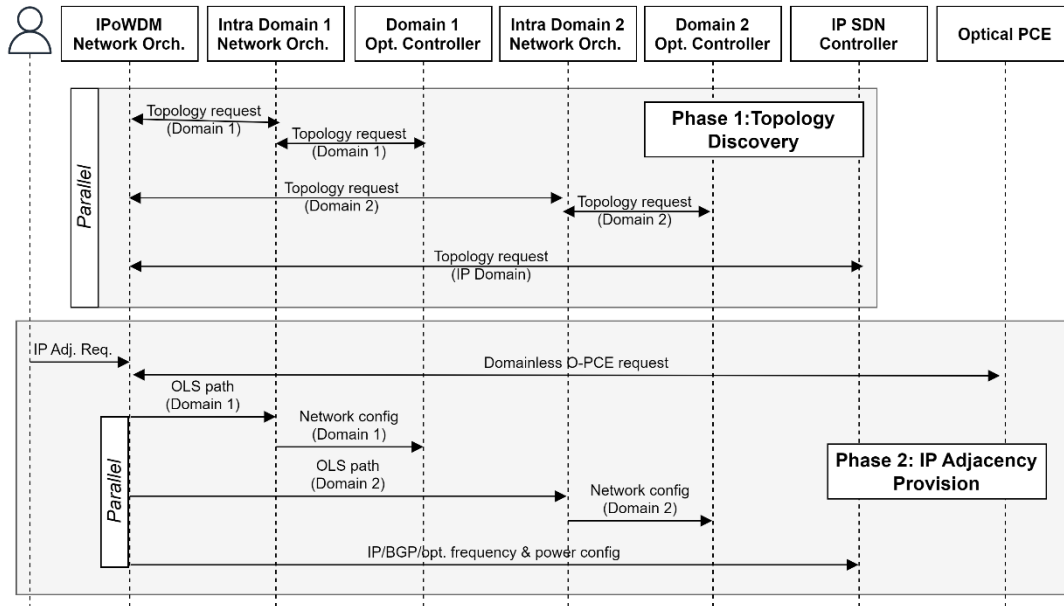 IPoWDM
Network Orch.
Intra Domain 1
Network Orch.
Domain 1
Opt. Controller
Intra Domain 2
Network Orch.
Domain 2
Opt. Controller
IP SDN
Controller
Optical PCE
Parallel
Phase 1:Topology
Discovery
Topology request
(Domain 1)
Topology request
(Domain 1)
Topology request
(Domain 2)
Topology request
(Domain 2)
Topology request
(IP Domain)
IP Adj. Req.
Domainless O-PCE request
OLS path
(Domain 1)
Parallel
Network config
(Domain 1)
Phase 2: IP Adjacency
Provision
OLS path
(Domain 2)
Network config
(Domain 2)
IP/BGP/opt. frequency & power config